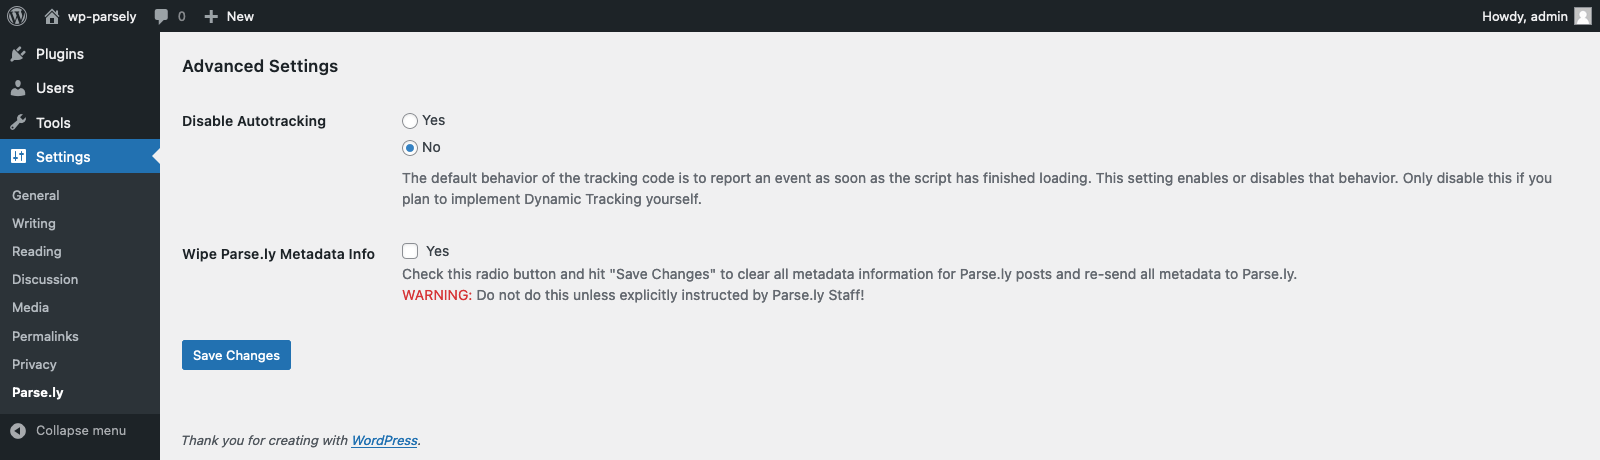 wp-parsely 0 New Howdy, admin
Plugins
Users
Tools
Settings
General
Writing
Reading
Discussion
Media
Permalinks
Privacy
Parse.ly
Collapse menu
Advanced Settings
Disable Autotracking
Yes
No
The default behavior of the tracking code is to report an event as soon as the script has finished loading. This setting enables or disables that behavior. Only disable this if you
plan to implement Dynamic Tracking yourself.
Wipe Parse.ly Metadata Info
Yes
Check this radio button and hit "Save Changes" to clear all metadata information for Parse.ly posts and re-send all metadata to Parse.ly.
WARNING: Do not do this unless explicitly instructed by Parse.ly Staff!
Save Changes
Thank you for creating with WordPress.